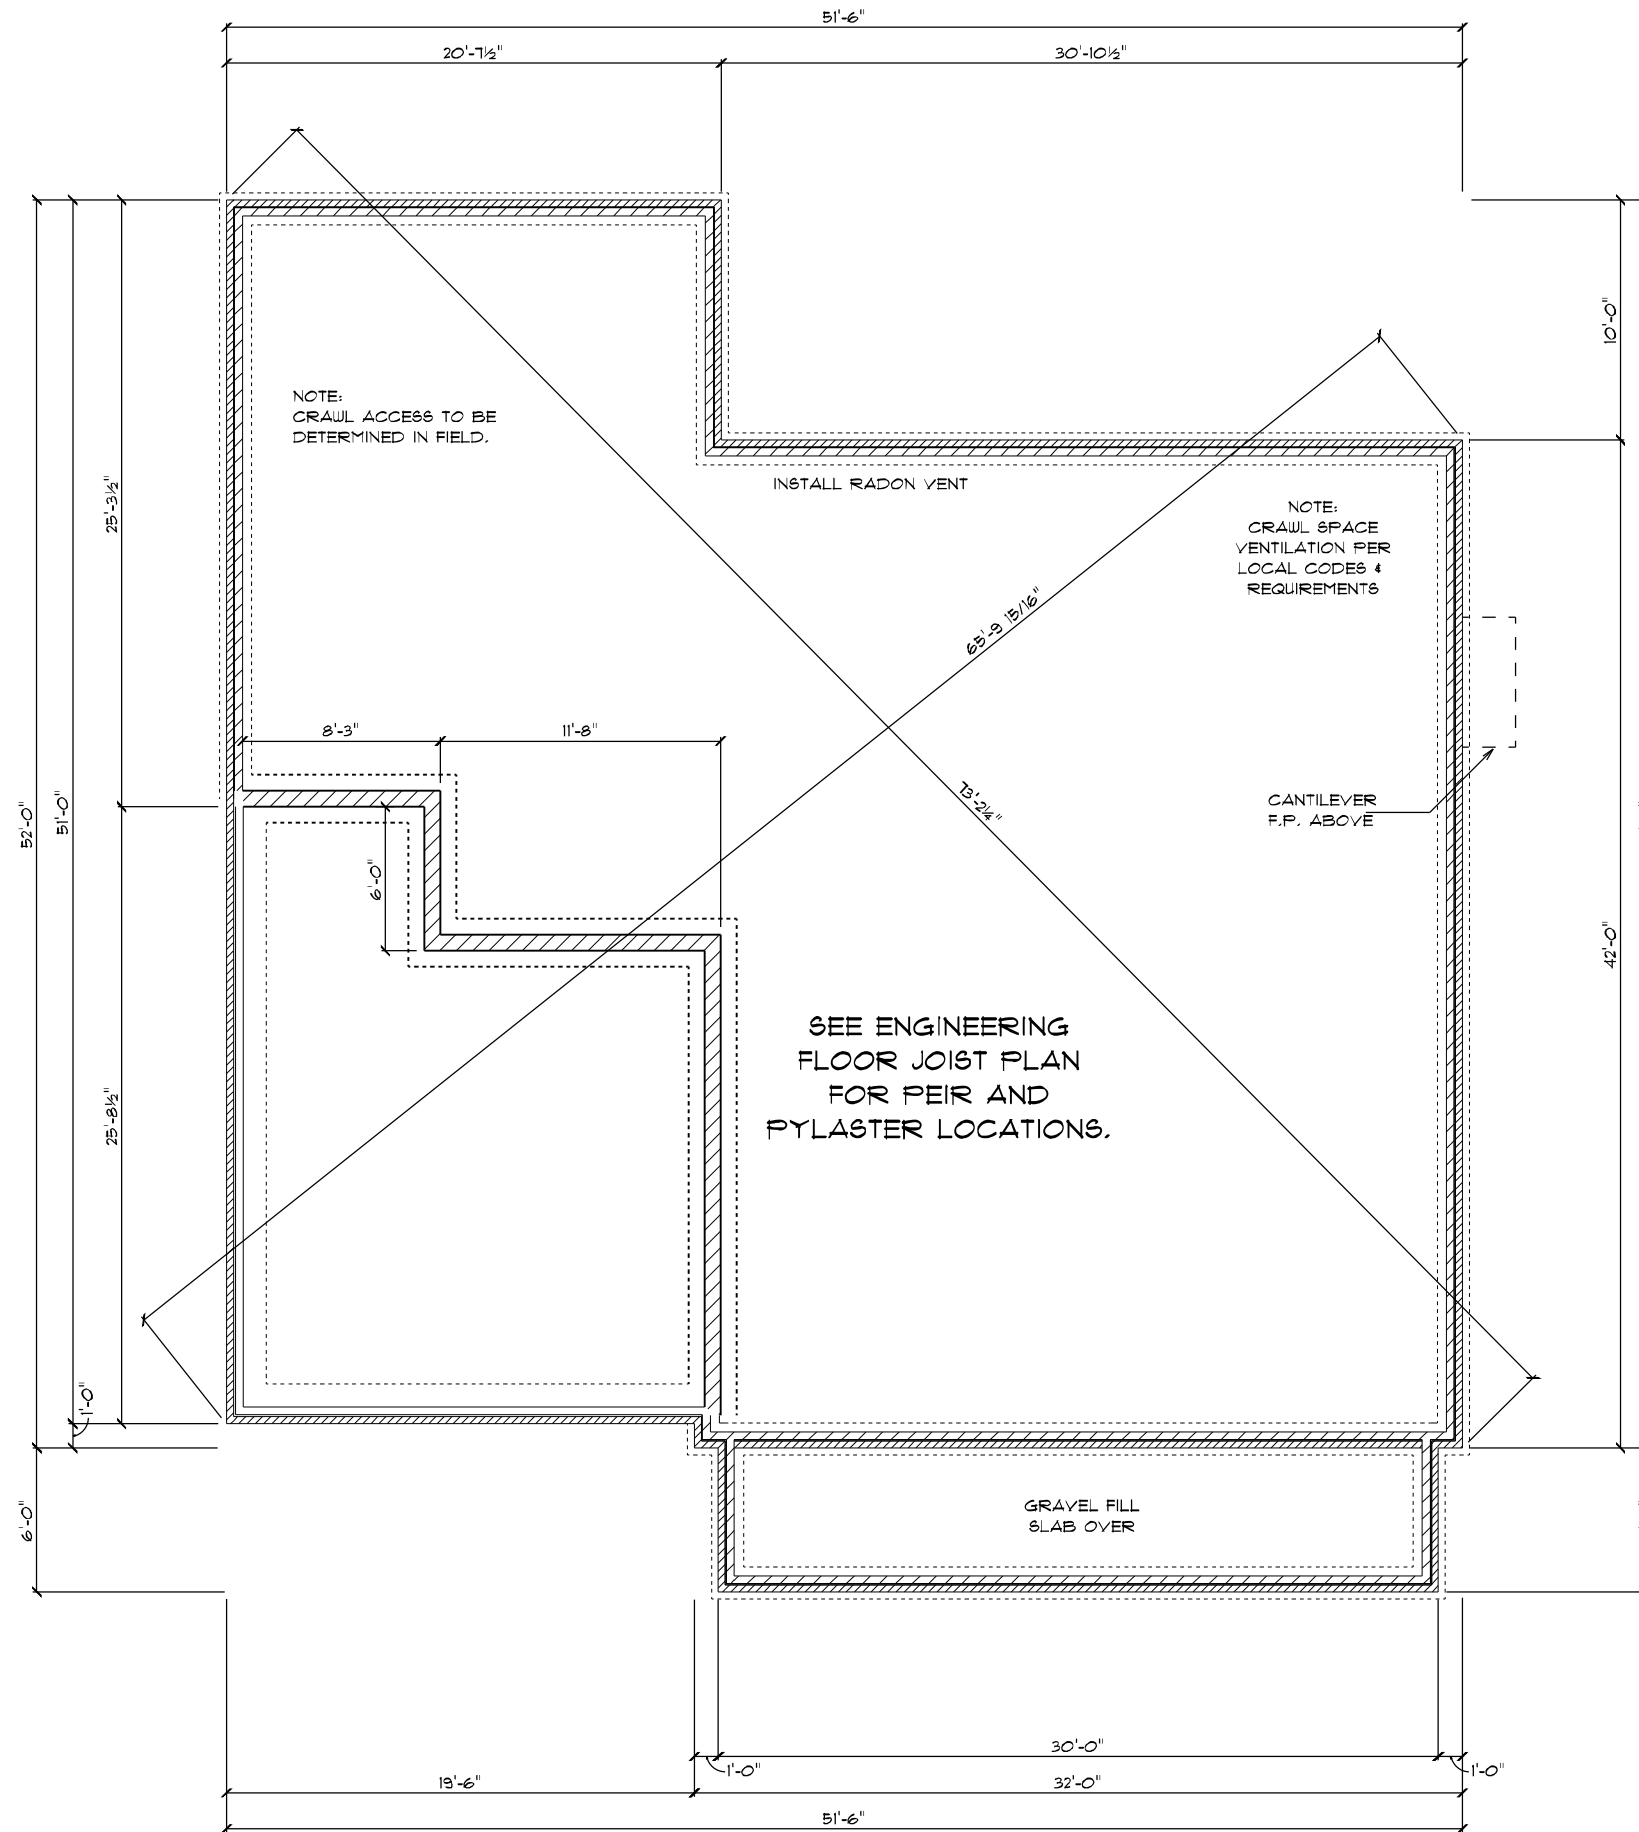 51'-6"
20'-7½"
30'-10½"
10'-0"
NOTE:
CRAWL ACCESS TO BE
DETERMINED IN FIELD.
INSTALL RADON VENT
25'-3½"
NOTE:
CRAWL SPACE
VENTILATION PER
LOCAL CODES &
REQUIREMENTS
65'-9 15/16"
8'-3"
11'-8"
73'-2¼"
52'-0"
51'-0"
CANTILEVER
F.P. ABOVE
6'-0"
42'-0"
SEE ENGINEERING
FLOOR JOIST PLAN
FOR PEIR AND
PYLASTER LOCATIONS.
25'-8½"
1'-0"
6'-0"
GRAVEL FILL
SLAB OVER
30'-0"
1'-0"
1'-0"
19'-6"
32'-0"
51'-6"